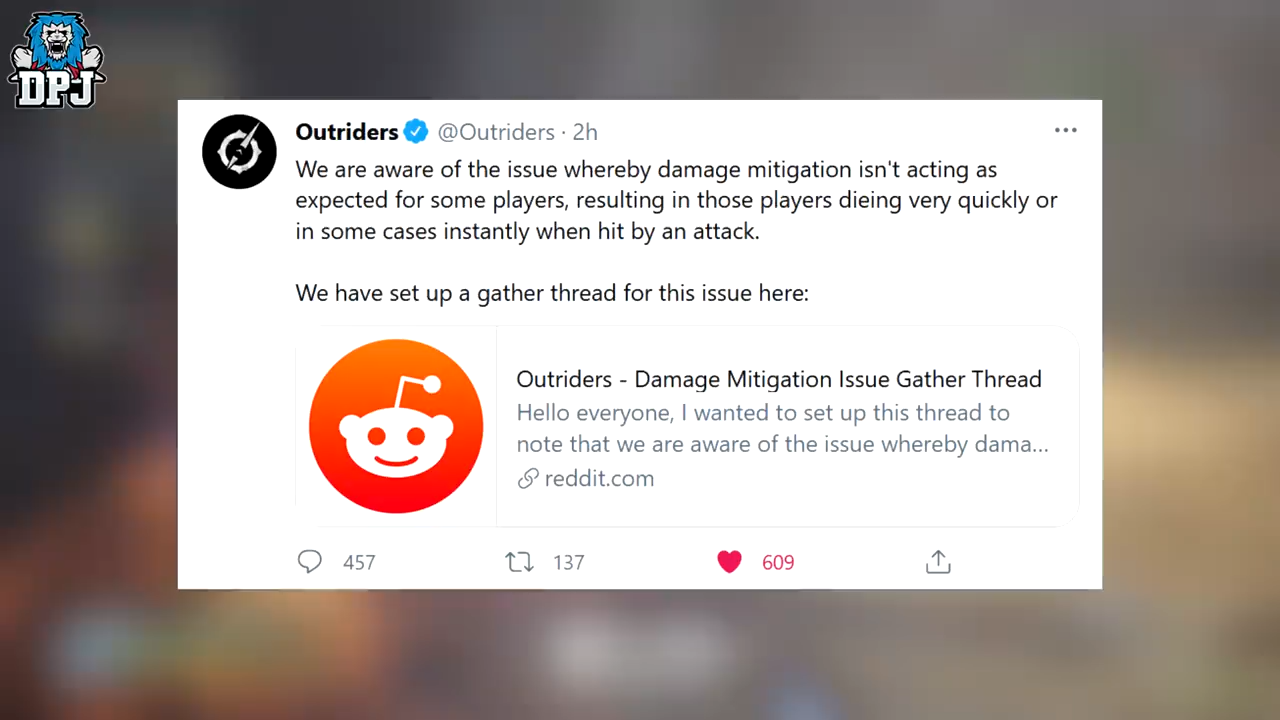 DPJ
Outriders @Outriders · 2h
We are aware of the issue whereby damage mitigation isn't acting as
expected for some players, resulting in those players dieing very quickly or
in some cases instantly when hit by an attack.
We have set up a gather thread for this issue here:
Outriders - Damage Mitigation Issue Gather Thread
Hello everyone, I wanted to set up this thread to
note that we are aware of the issue whereby dama...
reddit.com
457 137 609